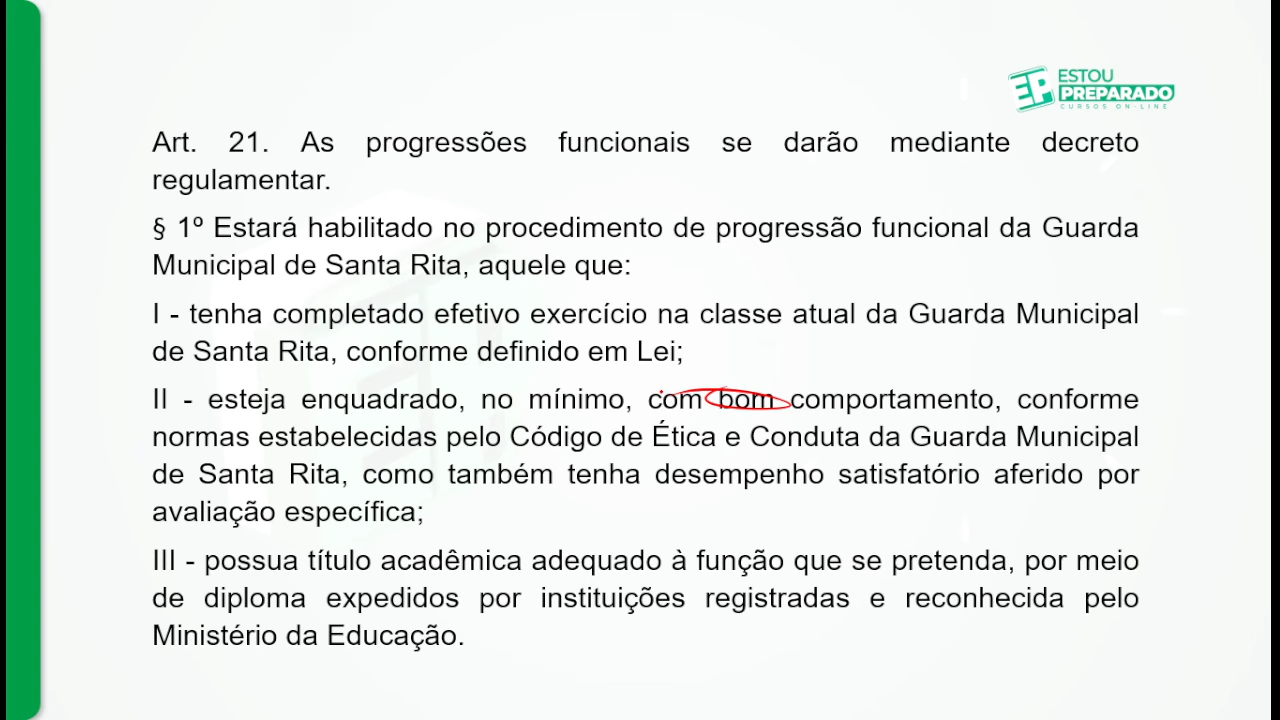 ESTOU
PREPARADO
CURSOS ON-LINE
Art. 21. As progressões funcionais se darão mediante decreto
regulamentar.
§ 1º Estará habilitado no procedimento de progressão funcional da Guarda
Municipal de Santa Rita, aquele que:
I - tenha completado efetivo exercício na classe atual da Guarda Municipal
de Santa Rita, conforme definido em Lei;
II - esteja enquadrado, no mínimo, com bom comportamento, conforme
normas estabelecidas pelo Código de Ética e Conduta da Guarda Municipal
de Santa Rita, como também tenha desempenho satisfatório aferido por
avaliação específica;
III - possua título acadêmica adequado à função que se pretenda, por meio
de diploma expedidos por instituições registradas e reconhecida pelo
Ministério da Educação.